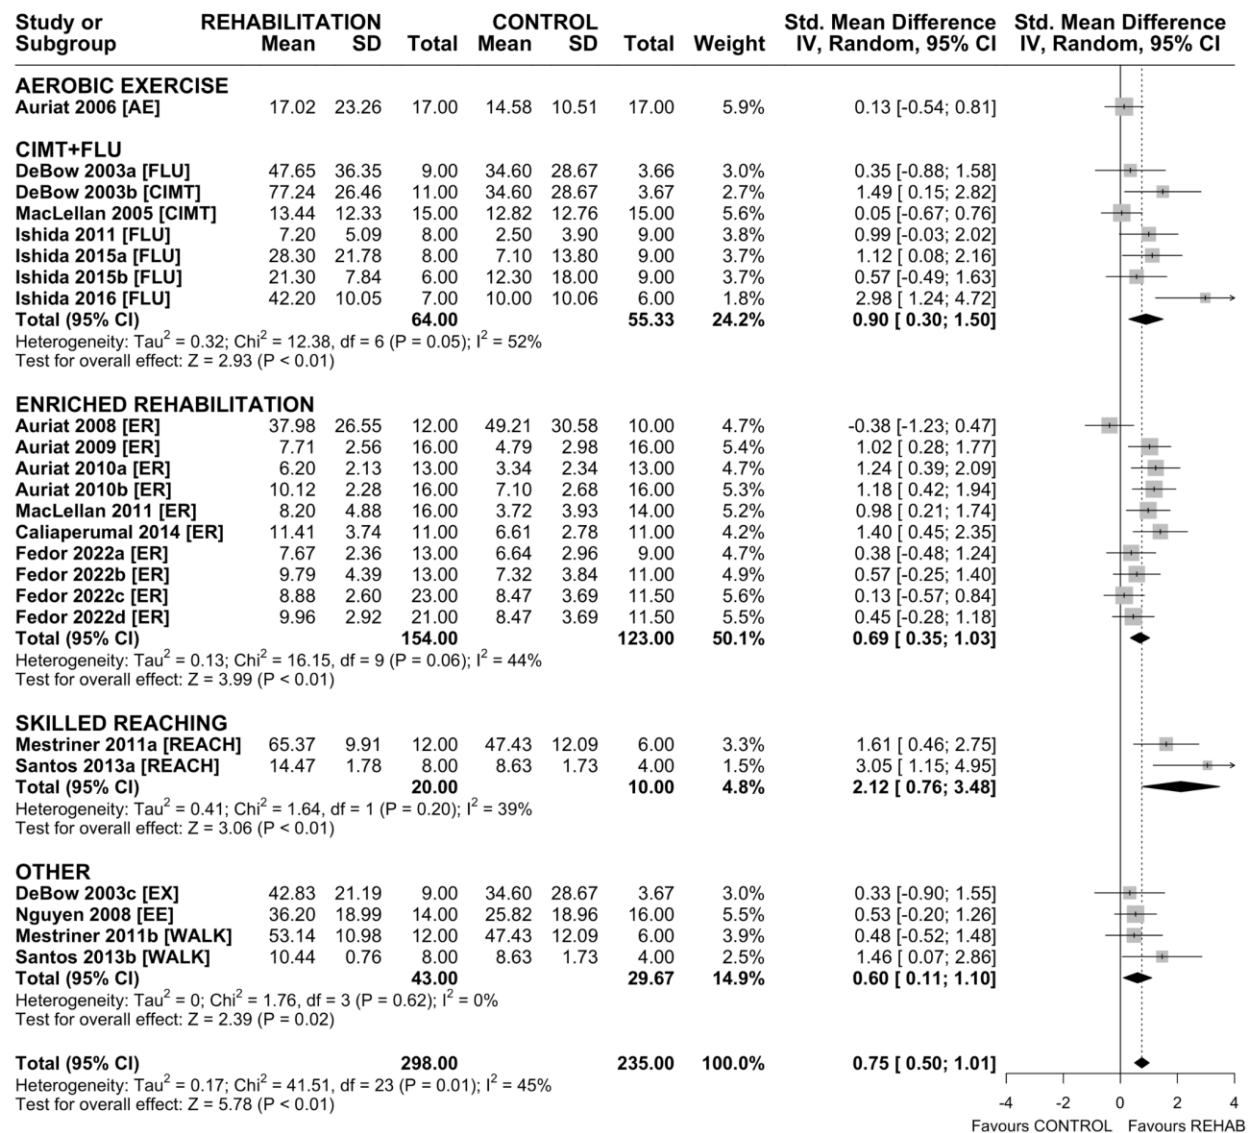 Study or REHABILITATION CONTROL Std. Mean Difference Std. Mean Difference
Subgroup Mean SD Total Mean SD Total Weight IV, Random, 95% CI IV, Random, 95% CI
AEROBIC EXERCISE
Auriat 2006 [AE] 17.02 23.26 17.00 14.58 10.51 17.00 5.9% 0.13 [-0.54; 0.81]
CIMT+FLU
DeBow 2003a [FLU] 47.65 36.35 9.00 34.60 28.67 3.66 3.0% 0.35 [-0.88; 1.58]
DeBow 2003b [CIMT] 77.24 26.46 11.00 34.60 28.67 3.67 2.7% 1.49 [ 0.15; 2.82]
MacLellan 2005 [CIMT] 13.44 12.33 15.00 12.82 12.76 15.00 5.6% 0.05 [-0.67; 0.76]
Ishida 2011 [FLU] 7.20 5.09 8.00 2.50 3.90 9.00 3.8% 0.99 [-0.03; 2.02]
Ishida 2015a [FLU] 28.30 21.78 8.00 7.10 13.80 9.00 3.7% 1.12 [ 0.08; 2.16]
Ishida 2015b [FLU] 21.30 7.84 6.00 12.30 18.00 9.00 3.7% 0.57 [-0.49; 1.63]
Ishida 2016 [FLU] 42.20 10.05 7.00 10.00 10.06 6.00 1.8% 2.98 [ 1.24; 4.72]
Total (95% CI) 64.00 55.33 24.2% 0.90 [ 0.30; 1.50]
Heterogeneity: Tau² = 0.32; Chi² = 12.38, df = 6 (P = 0.05); I² = 52%
Test for overall effect: Z = 2.93 (P < 0.01)
ENRICHED REHABILITATION
Auriat 2008 [ER] 37.98 26.55 12.00 49.21 30.58 10.00 4.7% -0.38 [-1.23; 0.47]
Auriat 2009 [ER] 7.71 2.56 16.00 4.79 2.98 16.00 5.4% 1.02 [ 0.28; 1.77]
Auriat 2010a [ER] 6.20 2.13 13.00 3.34 2.34 13.00 4.7% 1.24 [ 0.39; 2.09]
Auriat 2010b [ER] 10.12 2.28 16.00 7.10 2.68 16.00 5.3% 1.18 [ 0.42; 1.94]
MacLellan 2011 [ER] 8.20 4.88 16.00 3.72 3.93 14.00 5.2% 0.98 [ 0.21; 1.74]
Caliaperumal 2014 [ER] 11.41 3.74 11.00 6.61 2.78 11.00 4.2% 1.40 [ 0.45; 2.35]
Fedor 2022a [ER] 7.67 2.36 13.00 6.64 2.96 9.00 4.7% 0.38 [-0.48; 1.24]
Fedor 2022b [ER] 9.79 4.39 13.00 7.32 3.84 11.00 4.9% 0.57 [-0.25; 1.40]
Fedor 2022c [ER] 8.88 2.60 23.00 8.47 3.69 11.50 5.6% 0.13 [-0.57; 0.84]
Fedor 2022d [ER] 9.96 2.92 21.00 8.47 3.69 11.50 5.5% 0.45 [-0.28; 1.18]
Total (95% CI) 154.00 123.00 50.1% 0.69 [ 0.35; 1.03]
Heterogeneity: Tau² = 0.13; Chi² = 16.15, df = 9 (P = 0.06); I² = 44%
Test for overall effect: Z = 3.99 (P < 0.01)
SKILLED REACHING
Mestriner 2011a [REACH] 65.37 9.91 12.00 47.43 12.09 6.00 3.3% 1.61 [ 0.46; 2.75]
Santos 2013a [REACH] 14.47 1.78 8.00 8.63 1.73 4.00 1.5% 3.05 [ 1.15; 4.95]
Total (95% CI) 20.00 10.00 4.8% 2.12 [ 0.76; 3.48]
Heterogeneity: Tau² = 0.41; Chi² = 1.64, df = 1 (P = 0.20); I² = 39%
Test for overall effect: Z = 3.06 (P < 0.01)
OTHER
DeBow 2003c [EX] 42.83 21.19 9.00 34.60 28.67 3.67 3.0% 0.33 [-0.90; 1.55]
Nguyen 2008 [EE] 36.20 18.99 14.00 25.82 18.96 16.00 5.5% 0.53 [-0.20; 1.26]
Mestriner 2011b [WALK] 53.14 10.98 12.00 47.43 12.09 6.00 3.9% 0.48 [-0.52; 1.48]
Santos 2013b [WALK] 10.44 0.76 8.00 8.63 1.73 4.00 2.5% 1.46 [ 0.07; 2.86]
Total (95% CI) 43.00 29.67 14.9% 0.60 [ 0.11; 1.10]
Heterogeneity: Tau² = 0; Chi² = 1.76, df = 3 (P = 0.62); I² = 0%
Test for overall effect: Z = 2.39 (P = 0.02)
Total (95% CI) 298.00 235.00 100.0% 0.75 [ 0.50; 1.01]
Heterogeneity: Tau² = 0.17; Chi² = 41.51, df = 23 (P = 0.01); I² = 45%
Test for overall effect: Z = 5.78 (P < 0.01)
-4 -2 0 2 4
Favours CONTROL Favours REHAB